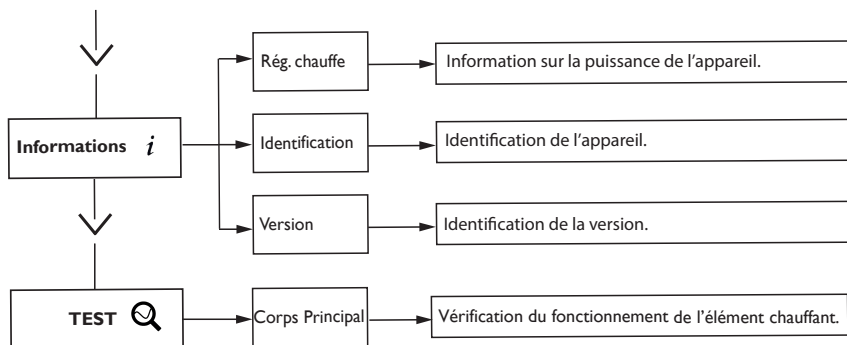 Rég. chauffe
Information sur la puissance de l'appareil.
Informations i
Identification
Identification de l'appareil.
Version
Identification de la version.
TEST
Corps Principal
Vérification du fonctionnement de l'élément chauffant.